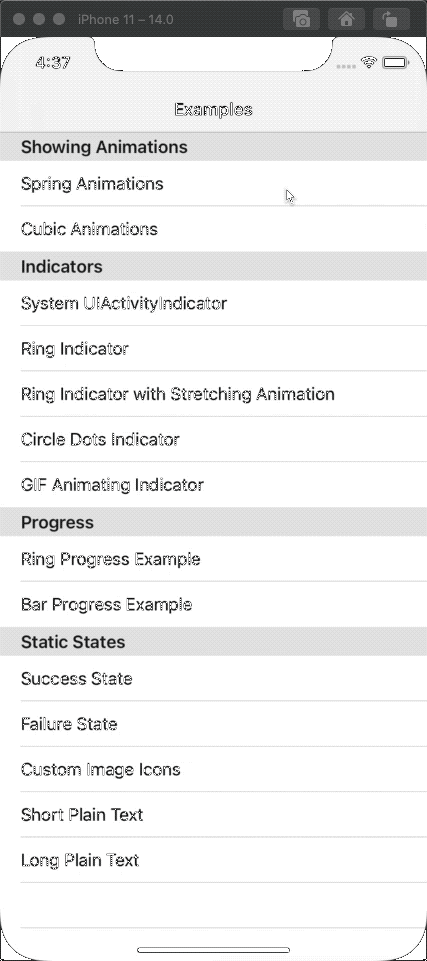 iPhone 11 – 14.0
4:37
Examples
Showing Animations
Spring Animations
Cubic Animations
Indicators
System UIActivityIndicator
Ring Indicator
Ring Indicator with Stretching Animation
Circle Dots Indicator
GIF Animating Indicator
Progress
Ring Progress Example
Bar Progress Example
Static States
Success State
Failure State
Custom Image Icons
Short Plain Text
Long Plain Text